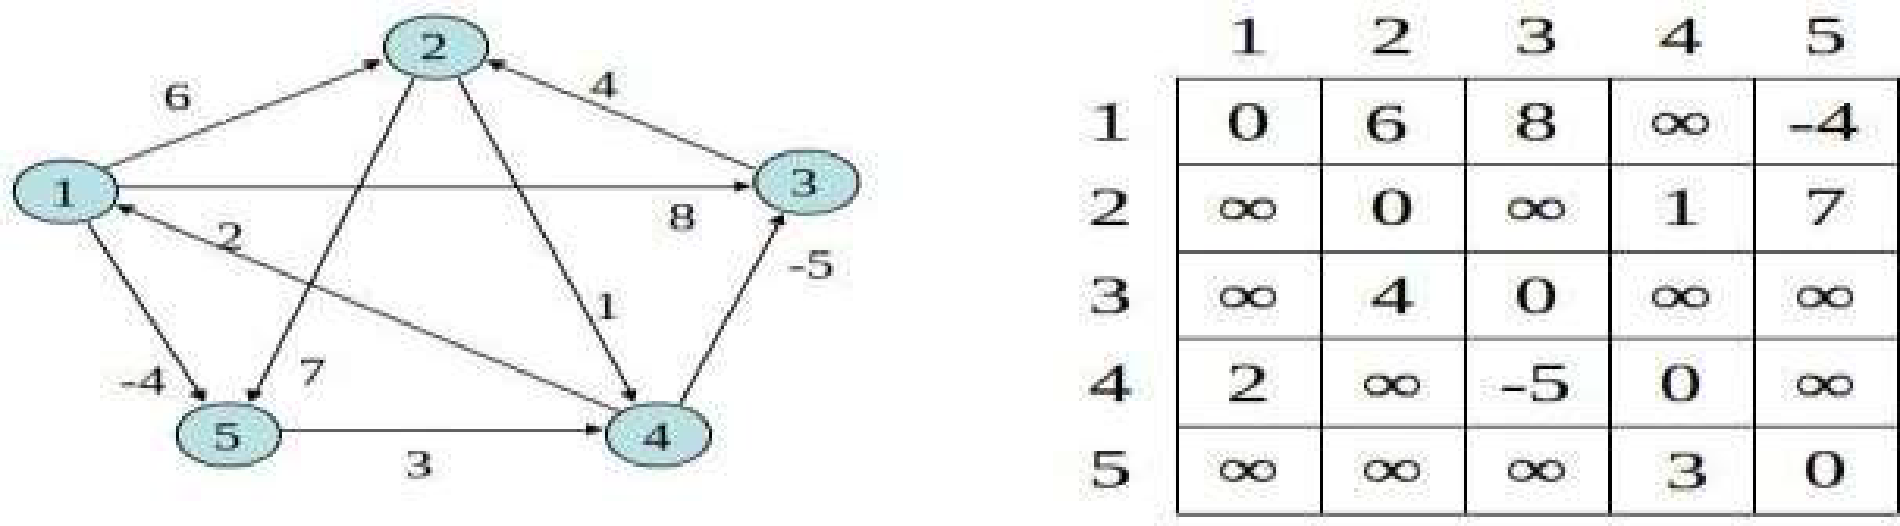 2
6
4
1
3
8
2
-5
1
-4
7
5
4
3
1 2 3 4 5
1 0 6 8 ∞ -4
2 ∞ 0 ∞ 1 7
3 ∞ 4 0 ∞ ∞
4 2 ∞ -5 0 ∞
5 ∞ ∞ ∞ 3 0